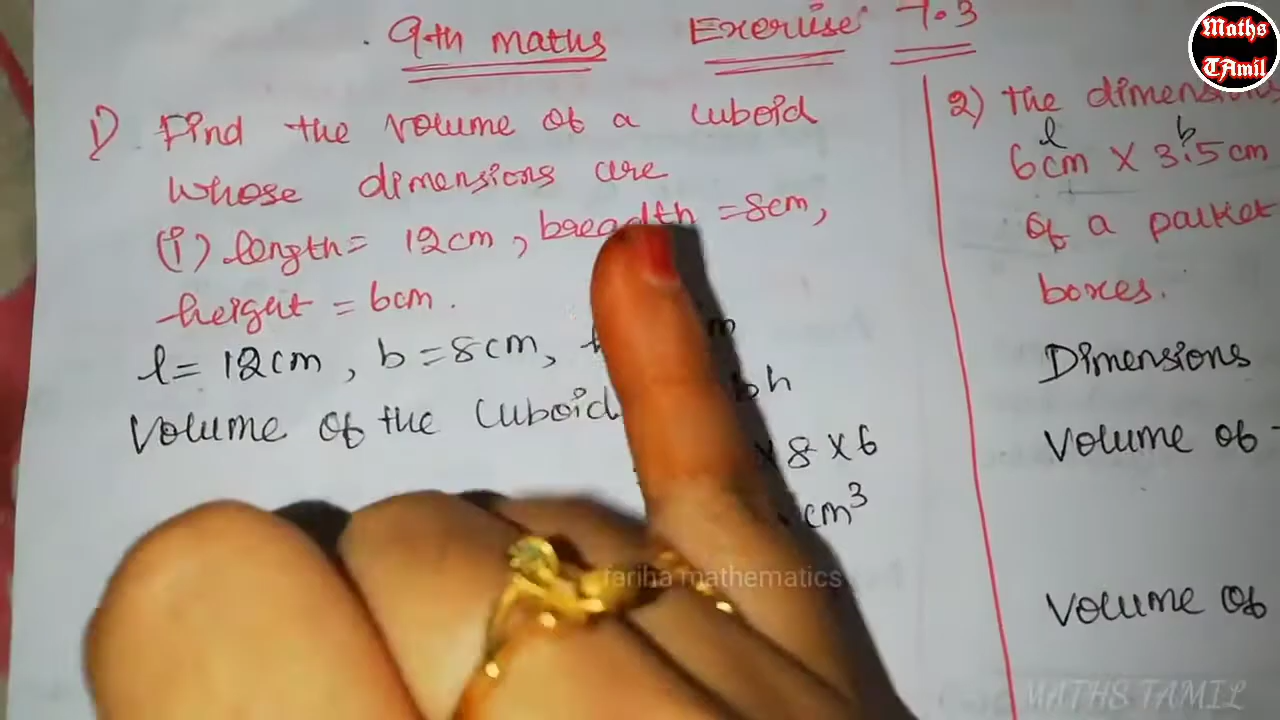 9th maths Exercise 7.3
Maths
TAmil
1) Find the volume of a cuboid
whose dimensions are
(i) length = 12cm, breadth = 8cm,
height = 6cm.
l = 12cm, b = 8cm,
Volume of the cuboid bh
× 8 × 6
cm³
2) The dimensions
l b
6cm × 3.5cm
of a packet
boxes.
Dimensions
Volume of
Volume of
fariha mathematics
MATHS TAMIL